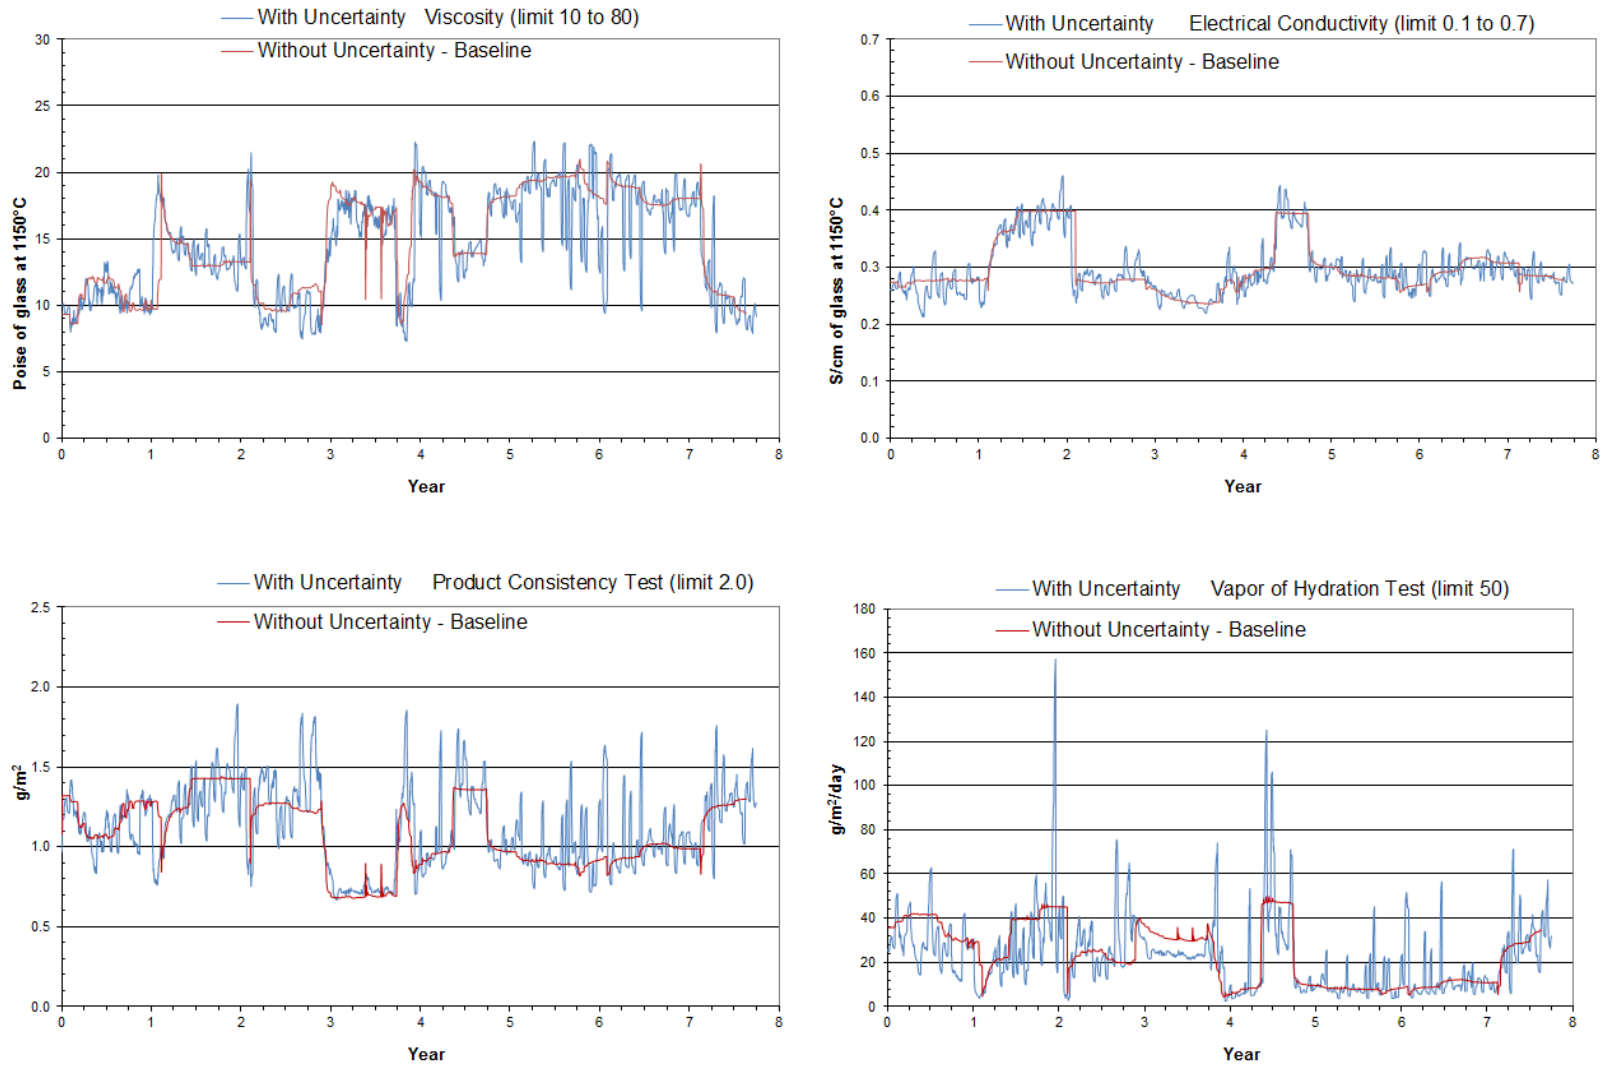 With Uncertainty Viscosity (limit 10 to 80)
Without Uncertainty - Baseline
30
25
20
15
10
5
0
Poise of glass at 1150°C
0 1 2 3 4 5 6 7 8
Year
With Uncertainty Electrical Conductivity (limit 0.1 to 0.7)
Without Uncertainty - Baseline
0.7
0.6
0.5
0.4
0.3
0.2
0.1
0.0
S/cm of glass at 1150°C
0 1 2 3 4 5 6 7 8
Year
With Uncertainty Product Consistency Test (limit 2.0)
Without Uncertainty - Baseline
2.5
2.0
1.5
1.0
0.5
0.0
g/m²
0 1 2 3 4 5 6 7 8
Year
With Uncertainty Vapor of Hydration Test (limit 50)
Without Uncertainty - Baseline
180
160
140
120
100
80
60
40
20
0
g/m²/day
0 1 2 3 4 5 6 7 8
Year